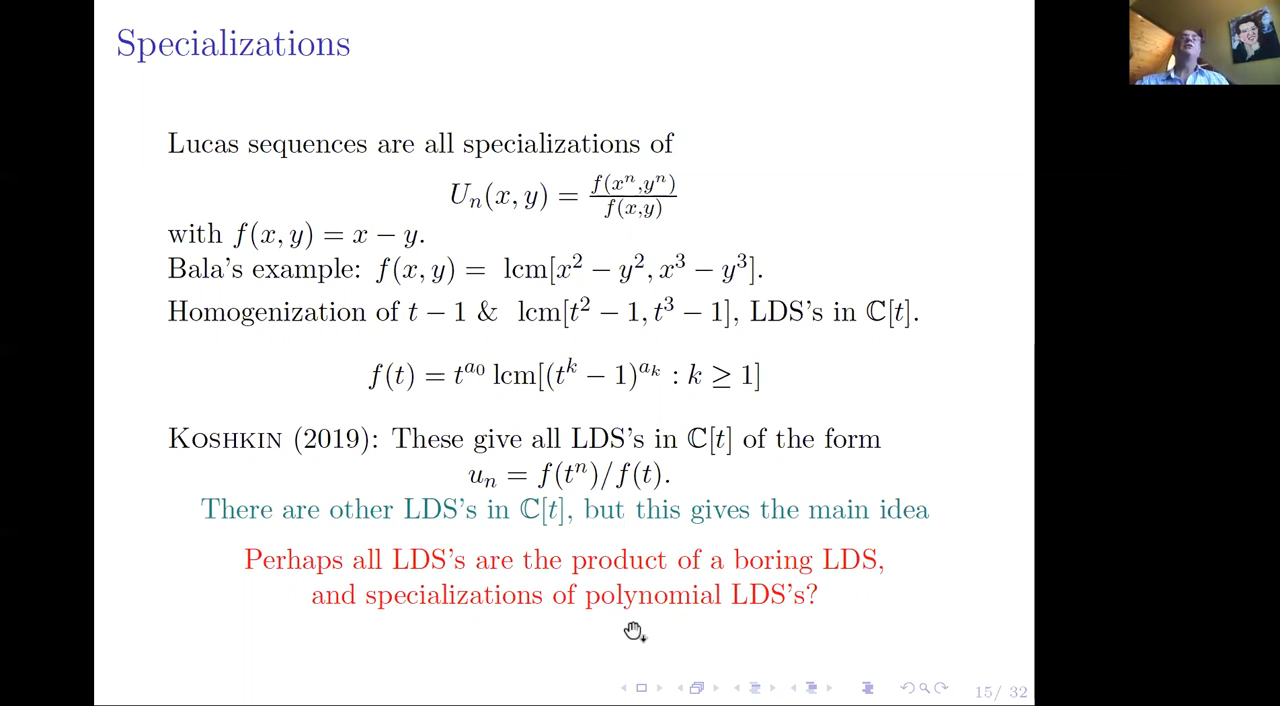 Specializations
Lucas sequences are all specializations of
U_n(x, y) = f(x^n,y^n)/f(x,y)
with f(x, y) = x − y.
Bala's example: f(x, y) = lcm[x^2 − y^2, x^3 − y^3].
Homogenization of t − 1 & lcm[t^2 − 1, t^3 − 1], LDS's in ℂ[t].
f(t) = t^{a_0} lcm[(t^k − 1)^{a_k} : k ≥ 1]
Koshkin (2019): These give all LDS's in ℂ[t] of the form
u_n = f(t^n)/f(t).
There are other LDS's in ℂ[t], but this gives the main idea
Perhaps all LDS's are the product of a boring LDS,
and specializations of polynomial LDS's?
15/ 32